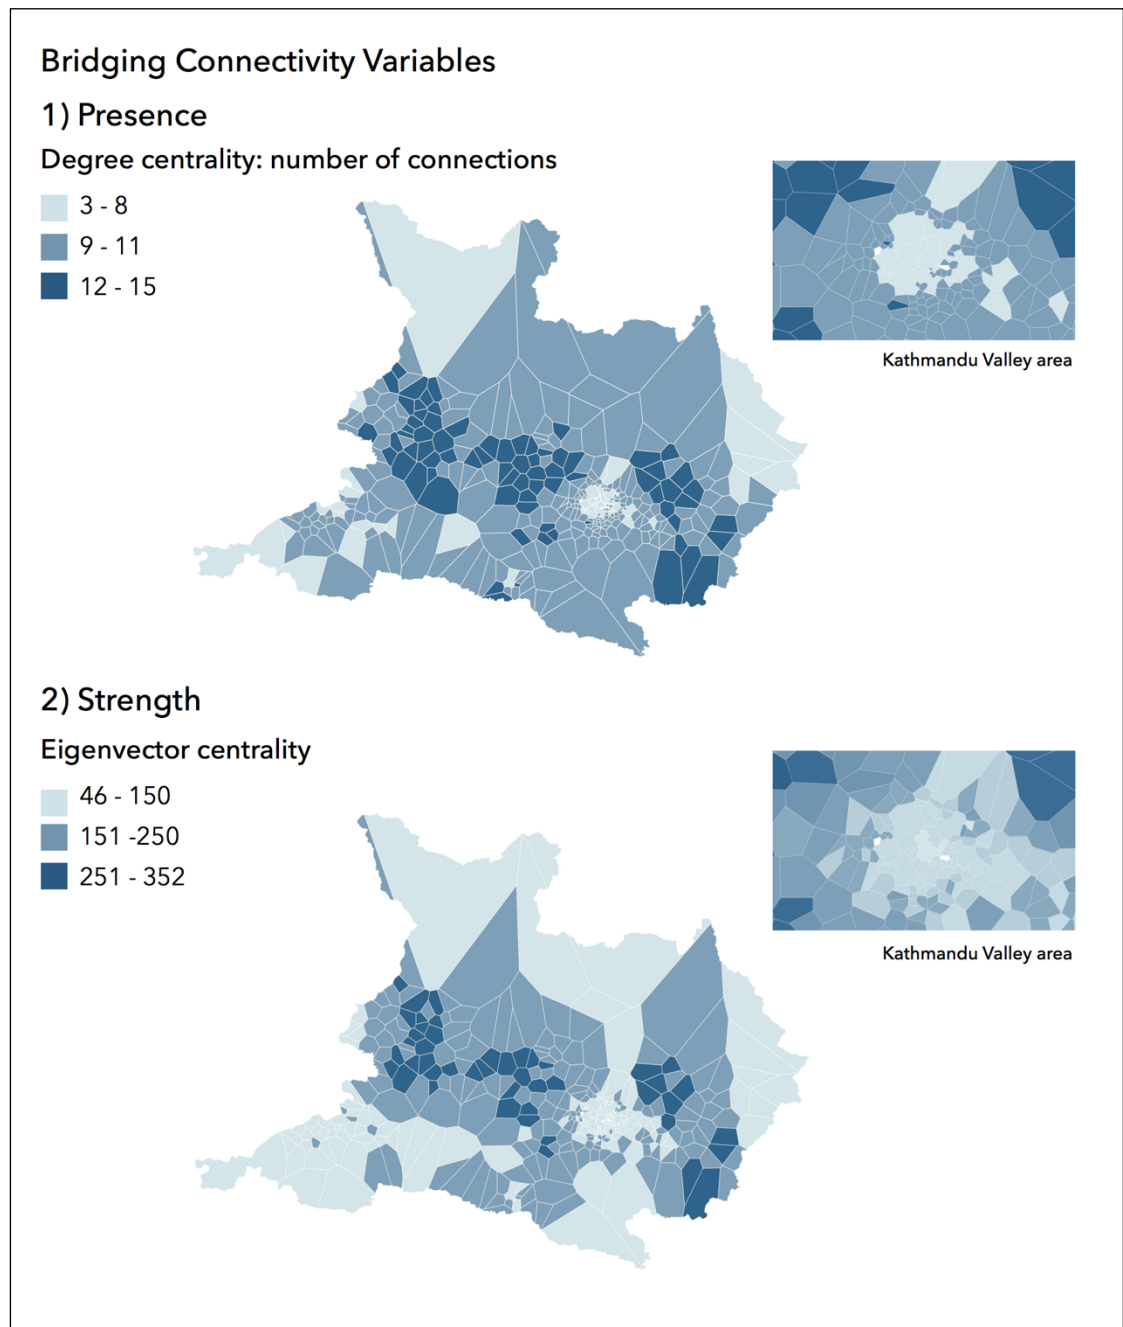 Bridging Connectivity Variables
1) Presence
Degree centrality: number of connections
3 - 8
9 - 11
12 - 15
Kathmandu Valley area
2) Strength
Eigenvector centrality
46 - 150
151 -250
251 - 352
Kathmandu Valley area